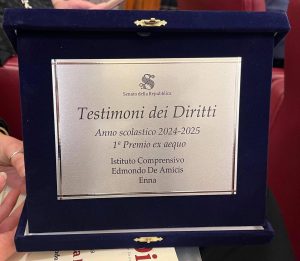 Senato della Repubblica
Testimoni dei Diritti
Anno scolastico 2024-2025
1° Premio ex aequo
Istituto Comprensivo
Edmondo De Amicis
Enna